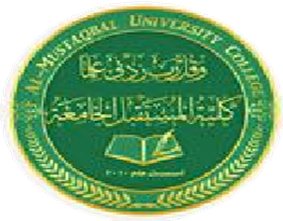 AL-MUSTAQBAL UNIVERSITY COLLEGE
وقل رب زدني علما
كلية المستقبل الجامعة